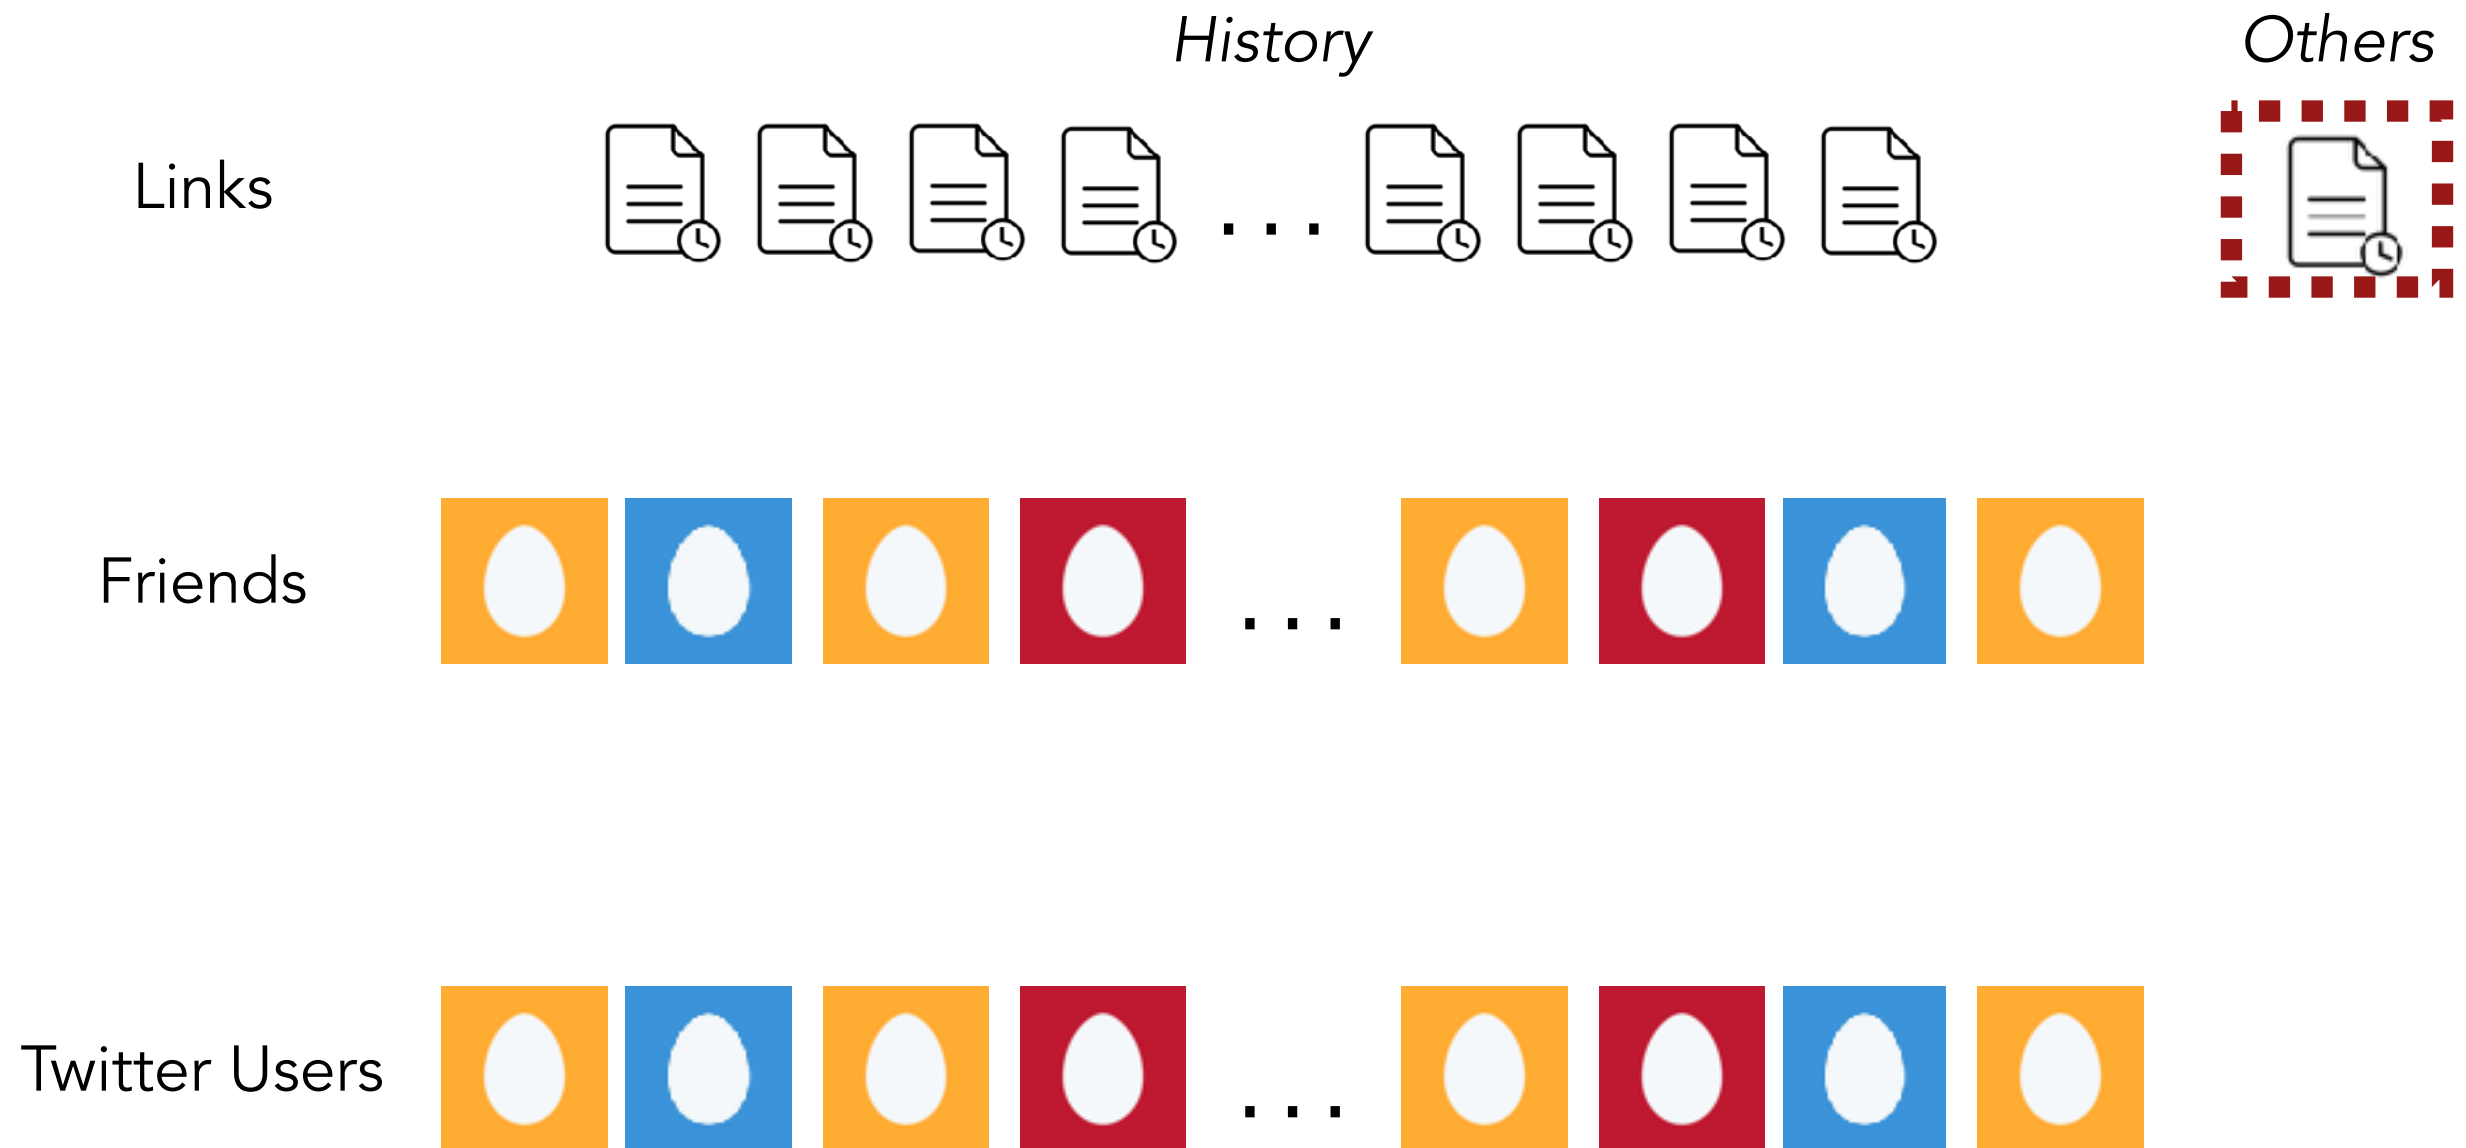 History
Others
Links
...
Friends
...
Twitter Users
...